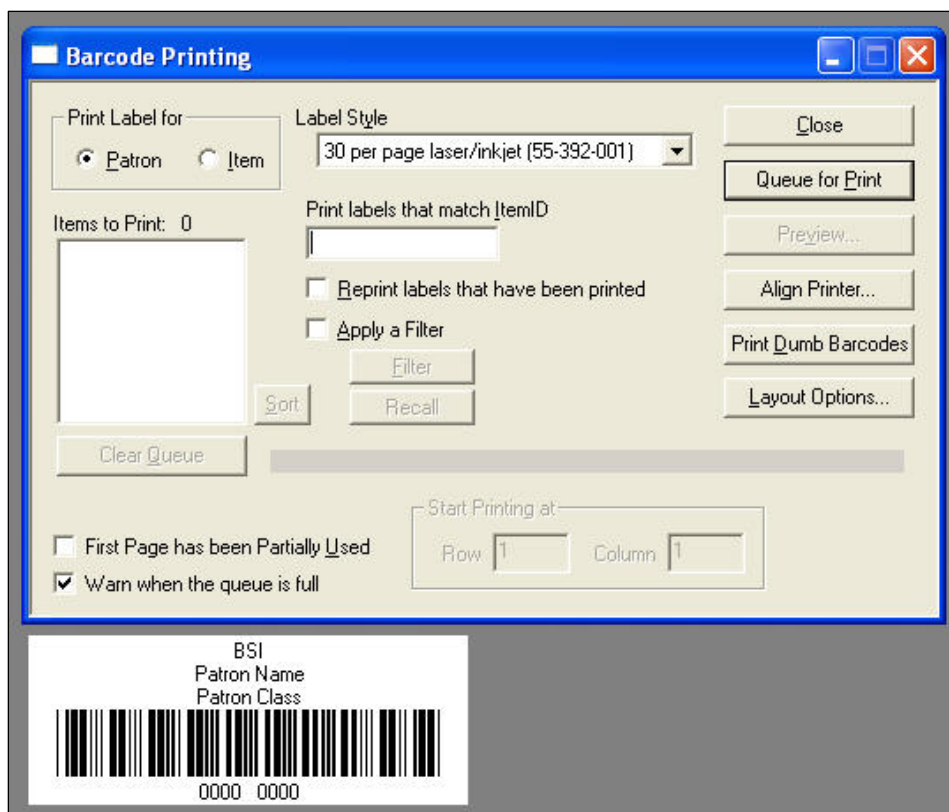 Barcode Printing
Print Label for
Patron
Item
Label Style
30 per page laser/inkjet (55-392-001)
Close
Queue for Print
Items to Print: 0
Print labels that match ItemID
Preview...
Reprint labels that have been printed
Align Printer...
Apply a Filter
Print Dumb Barcodes
Filter
Sort
Recall
Layout Options...
Clear Queue
Start Printing at
First Page has been Partially Used
Row 1
Column 1
Warn when the queue is full
BSI
Patron Name
Patron Class
0000 0000